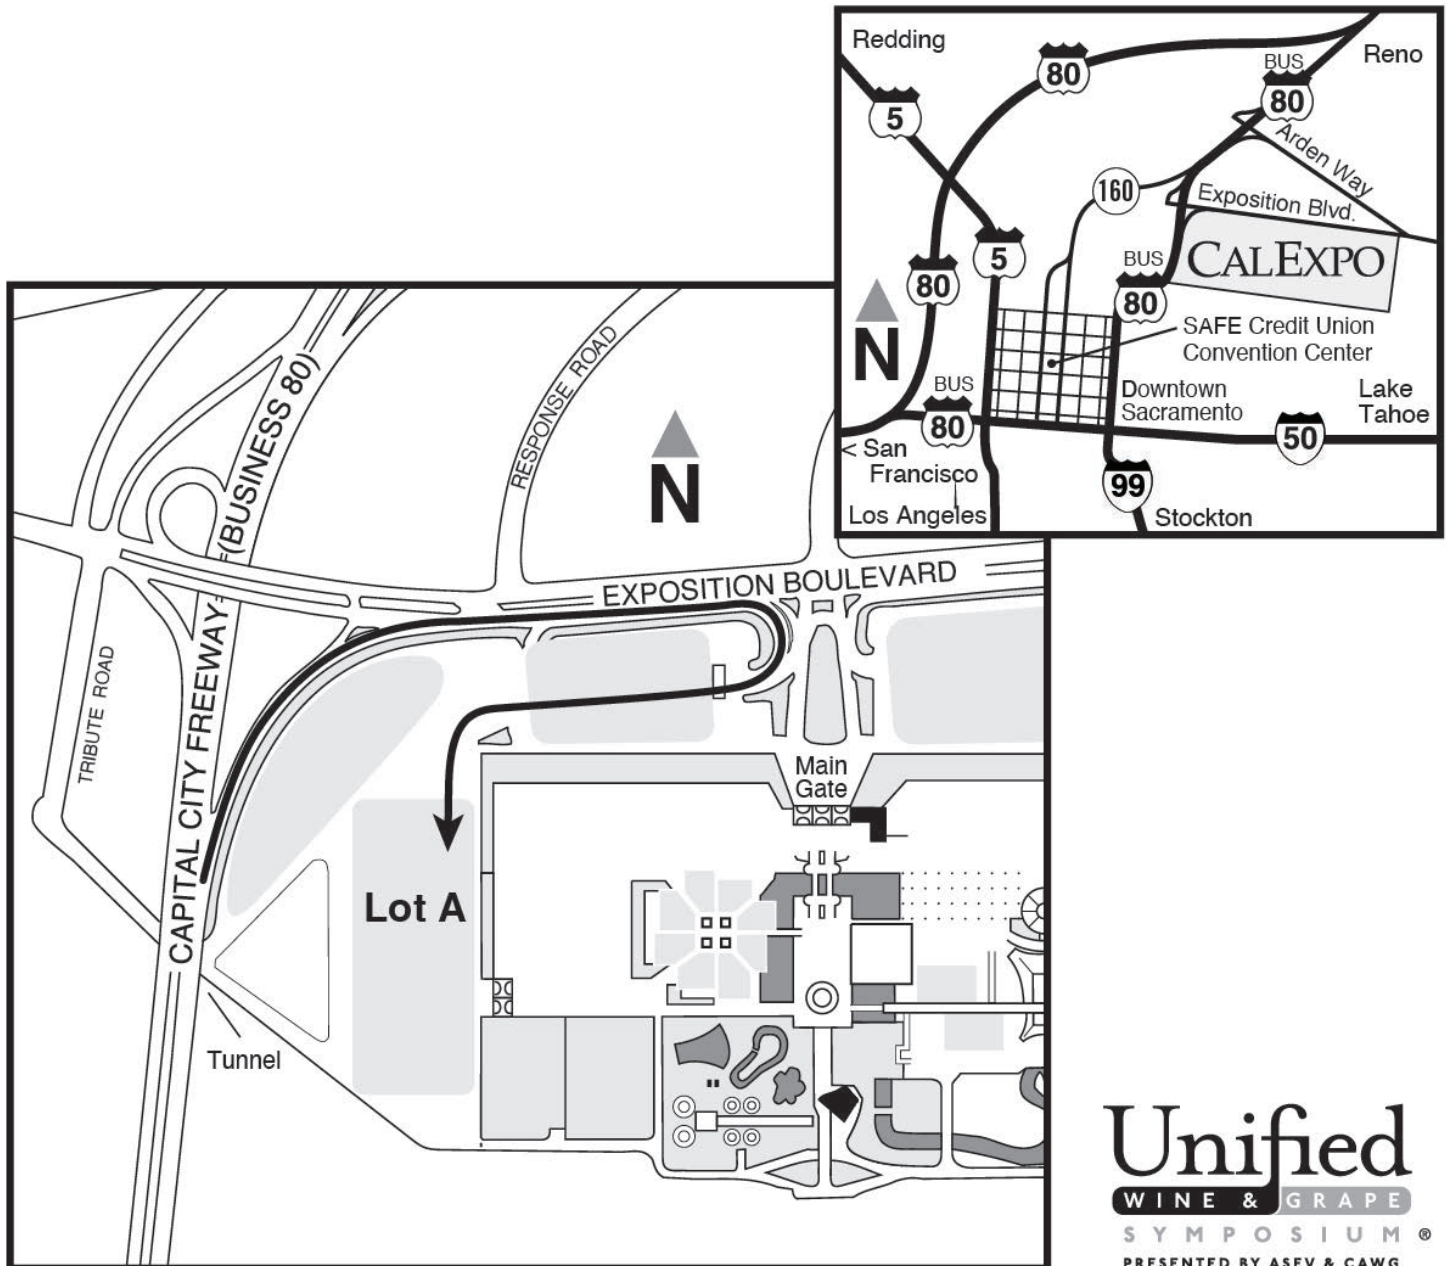 Redding
Reno
80
BUS
80
5
Arden Way
160
Exposition Blvd.
5
BUS
80
CALEXPO
80
N
SAFE Credit Union
Convention Center
BUS
80
Downtown
Sacramento
Lake
Tahoe
50
< San
Francisco
99
Los Angeles
Stockton
CAPITAL CITY FREEWAY (BUSINESS 80)
RESPONSE ROAD
N
EXPOSITION BOULEVARD
TRIBUTE ROAD
Main
Gate
Lot A
Tunnel
Unified
WINE & GRAPE
SYMPOSIUM ®
PRESENTED BY ASEV & CAWG